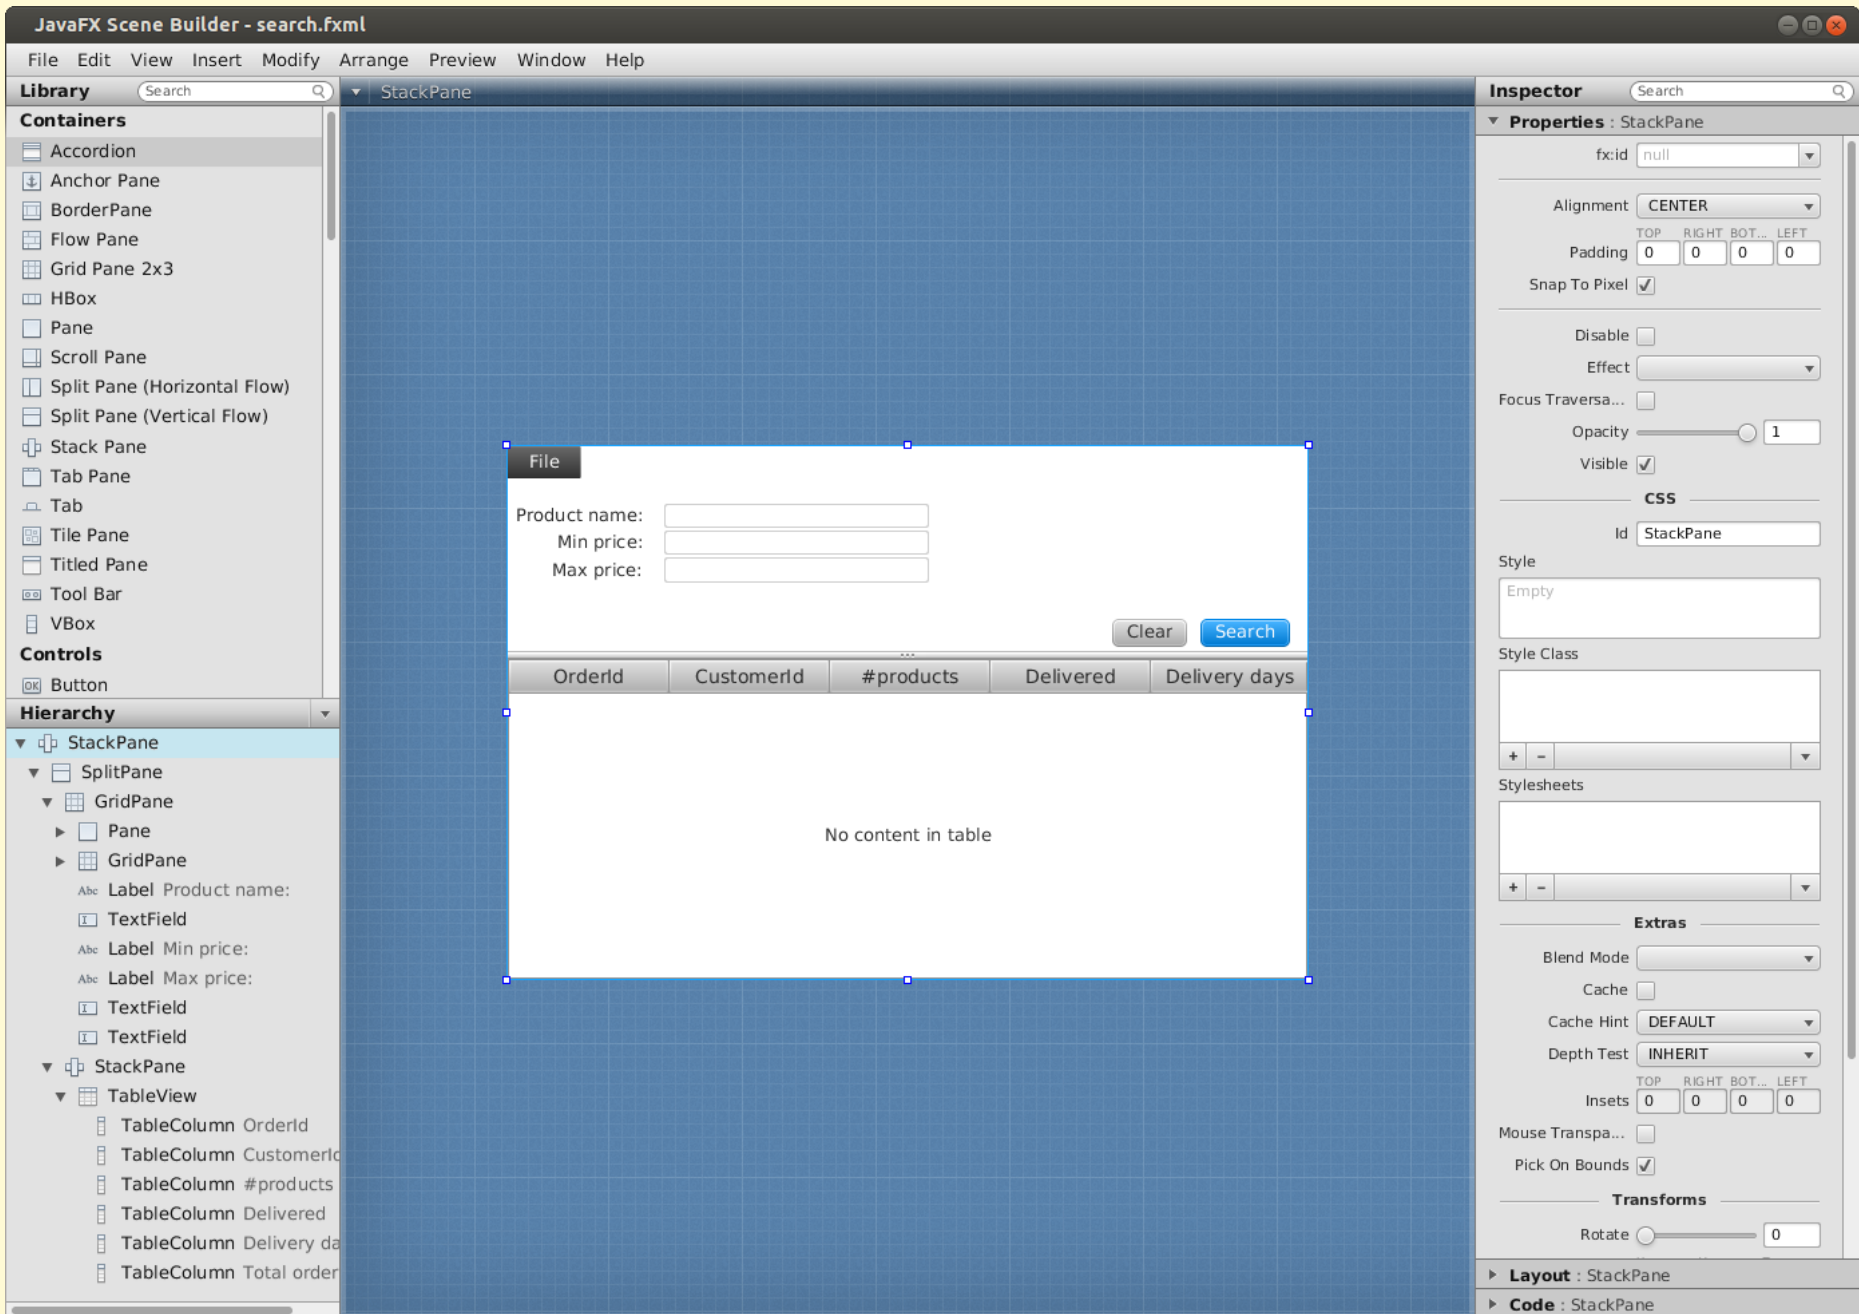 JavaFX Scene Builder - search.fxml
File Edit View Insert Modify Arrange Preview Window Help
Library Search
Containers
Accordion
Anchor Pane
BorderPane
Flow Pane
Grid Pane 2x3
HBox
Pane
Scroll Pane
Split Pane (Horizontal Flow)
Split Pane (Vertical Flow)
Stack Pane
Tab Pane
Tab
Tile Pane
Titled Pane
Tool Bar
VBox
Controls
OK Button
Hierarchy
StackPane
SplitPane
GridPane
Pane
GridPane
Abc Label Product name:
TextField
Abc Label Min price:
Abc Label Max price:
TextField
TextField
StackPane
TableView
TableColumn OrderId
TableColumn CustomerId
TableColumn #products
TableColumn Delivered
TableColumn Delivery da
TableColumn Total order
StackPane
File
Product name:
Min price:
Max price:
Clear Search
OrderId CustomerId #products Delivered Delivery days
No content in table
Inspector Search
Properties : StackPane
fx:id null
Alignment CENTER
TOP RIGHT BOT... LEFT
Padding 0 0 0 0
Snap To Pixel
Disable
Effect
Focus Traversa...
Opacity 1
Visible
CSS
Id StackPane
Style
Empty
Style Class
+ −
Stylesheets
+ −
Extras
Blend Mode
Cache
Cache Hint DEFAULT
Depth Test INHERIT
TOP RIGHT BOT... LEFT
Insets 0 0 0 0
Mouse Transpa...
Pick On Bounds
Transforms
Rotate 0
Layout : StackPane
Code : StackPane